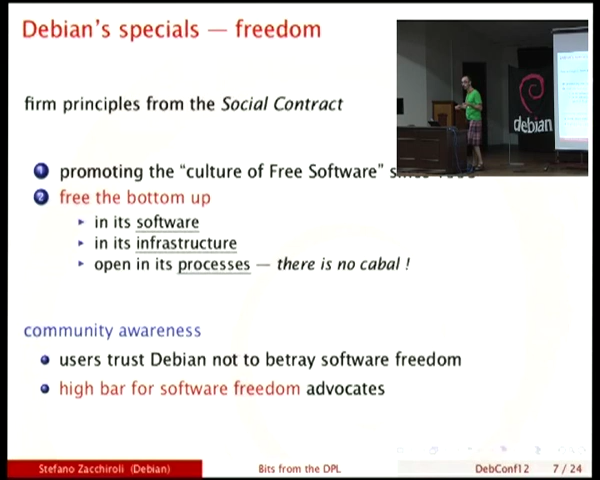 Debian's specials — freedom
firm principles from the Social Contract
debian
1 promoting the "culture of Free Software"
2 free the bottom up
in its software
in its infrastructure
open in its processes — there is no cabal !
community awareness
users trust Debian not to betray software freedom
high bar for software freedom advocates
Stefano Zacchiroli (Debian)
Bits from the DPL
DebConf12
7 / 24